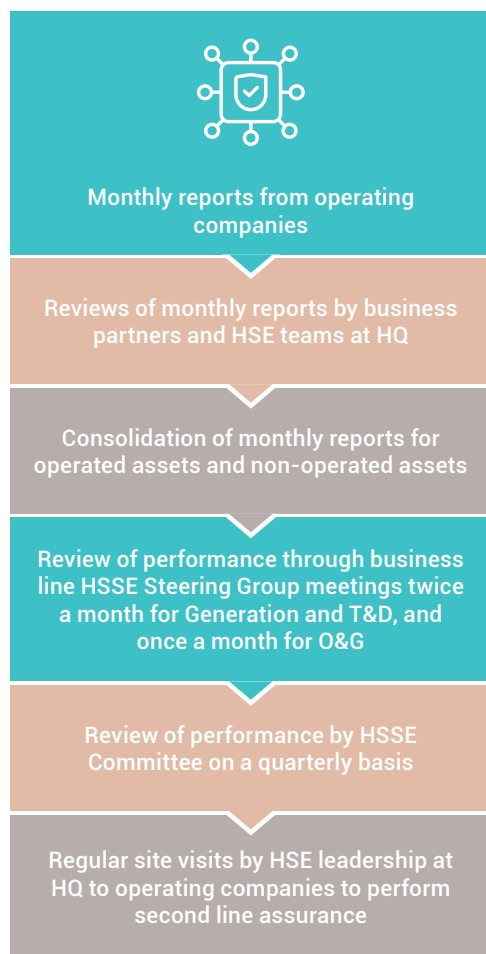 Monthly reports from operating
companies
Reviews of monthly reports by business
partners and HSE teams at HQ
Consolidation of monthly reports for
operated assets and non-operated assets
Review of performance through business
line HSSE Steering Group meetings twice
a month for Generation and T&D, and
once a month for O&G
Review of performance by HSSE
Committee on a quarterly basis
Regular site visits by HSE leadership at
HQ to operating companies to perform
second line assurance